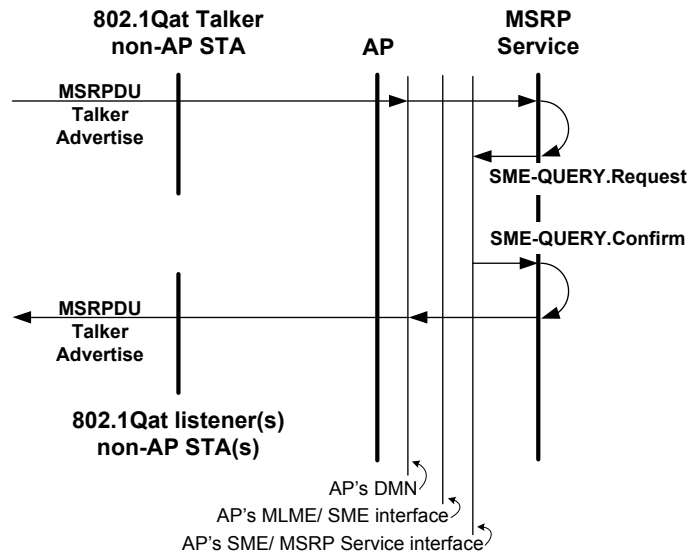 802.1Qat Talker
non-AP STA
AP
MSRP
Service
MSRPDU
Talker
Advertise
SME-QUERY.Request
SME-QUERY.Confirm
MSRPDU
Talker
Advertise
802.1Qat listener(s)
non-AP STA(s)
AP's DMN
AP's MLME/ SME interface
AP's SME/ MSRP Service interface